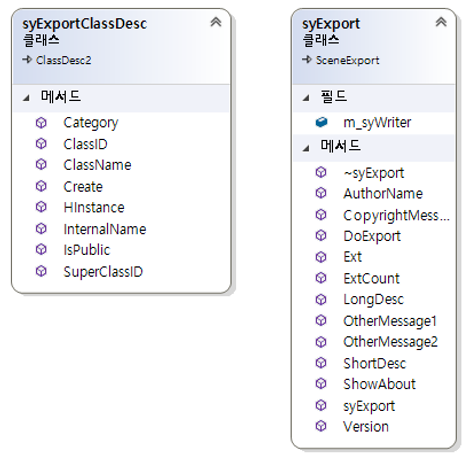 syExportClassDesc
클래스
ClassDesc2
메서드
Category
ClassID
ClassName
Create
HInstance
InternalName
IsPublic
SuperClassID
syExport
클래스
SceneExport
필드
m_syWriter
메서드
~syExport
AuthorName
CopyrightMess...
DoExport
Ext
ExtCount
LongDesc
OtherMessage1
OtherMessage2
ShortDesc
ShowAbout
syExport
Version